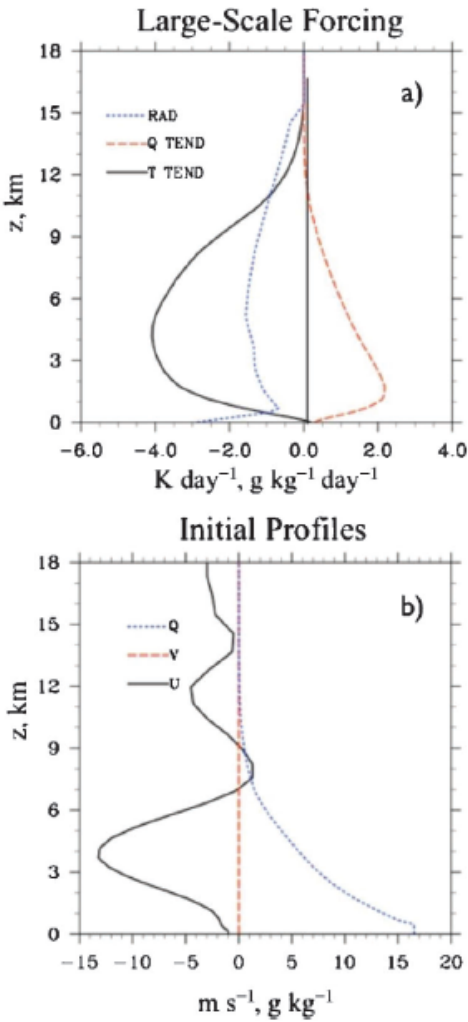 Large-Scale Forcing
18
15
12
9
6
3
0
z, km
a)
RAD
Q TEND
T TEND
-6.0 -4.0 -2.0 0.0 2.0 4.0
K day⁻¹, g kg⁻¹ day⁻¹
Initial Profiles
18
15
12
9
6
3
0
z, km
b)
Q
V
U
-15 -10 -5 0 5 10 15 20
m s⁻¹, g kg⁻¹